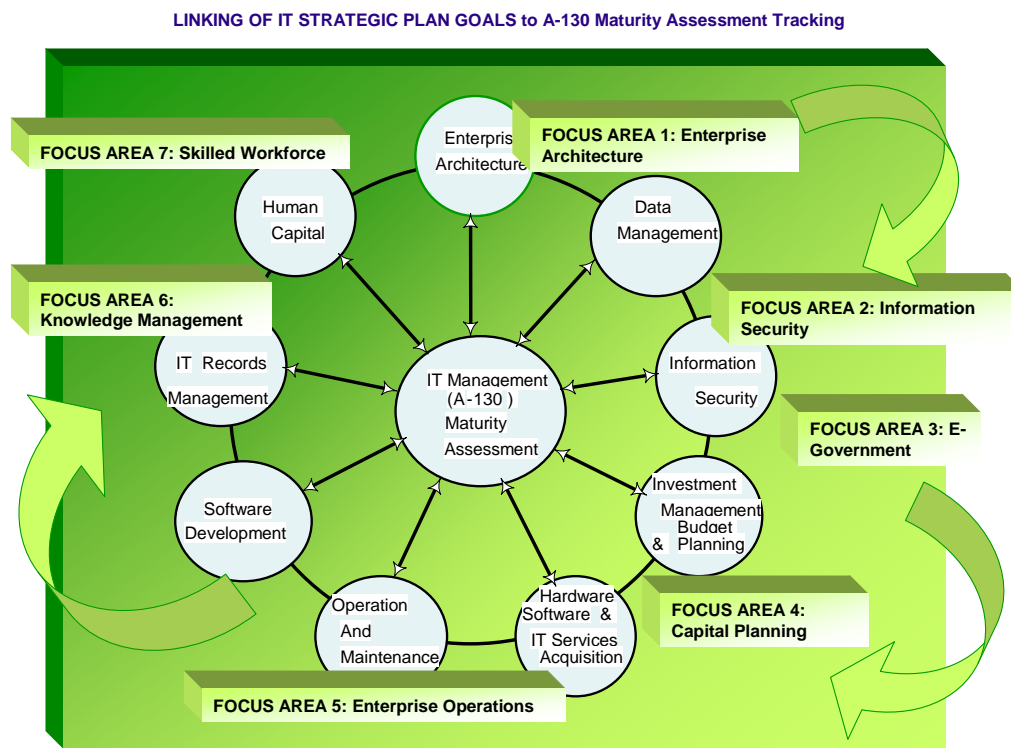 LINKING OF IT STRATEGIC PLAN GOALS to A-130 Maturity Assessment Tracking
FOCUS AREA 1: Enterprise
Architecture
Enterprise
Architecture
FOCUS AREA 7: Skilled Workforce
Human
Capital
Data
Management
FOCUS AREA 6:
Knowledge Management
FOCUS AREA 2: Information
Security
IT Records
Management
IT Management
(A-130 )
Maturity
Assessment
Information
Security
FOCUS AREA 3: E-
Government
Software
Development
Investment
Management
Budget
& Planning
Operation
And
Maintenance
Hardware
Software &
IT Services
Acquisition
FOCUS AREA 4:
Capital Planning
FOCUS AREA 5: Enterprise Operations